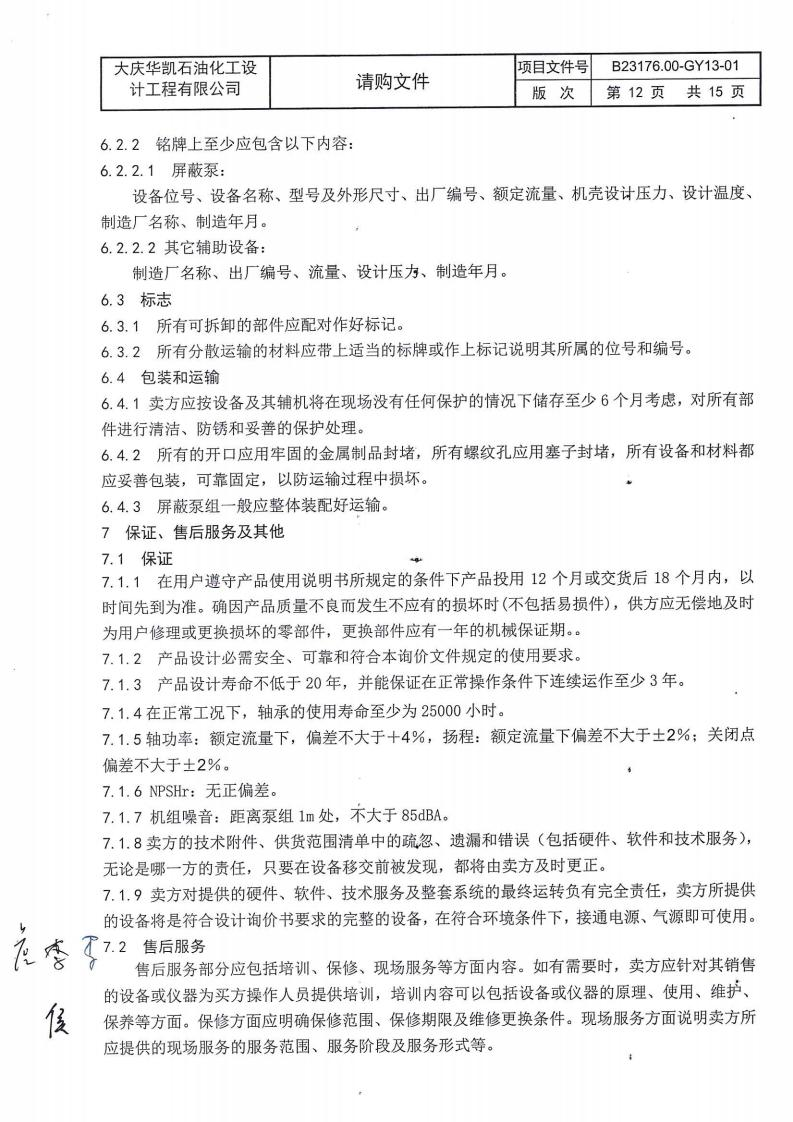 大庆华凯石油化工设
计工程有限公司
请购文件
项目文件号 B23176.00-GY13-01
版 次 第 12 页 共 15 页
6.2.2 铭牌上至少应包含以下内容：
6.2.2.1 屏蔽泵：
设备位号、设备名称、型号及外形尺寸、出厂编号、额定流量、机壳设计压力、设计温度、
制造厂名称、制造年月。
6.2.2.2 其它辅助设备：
制造厂名称、出厂编号、流量、设计压力、制造年月。
6.3 标志
6.3.1 所有可拆卸的部件应配对作好标记。
6.3.2 所有分散运输的材料应带上适当的标牌或作上标记说明其所属的位号和编号。
6.4 包装和运输
6.4.1 卖方应按设备及其辅机将在现场没有任何保护的情况下储存至少 6 个月考虑，对所有部
件进行清洁、防锈和妥善的保护处理。
6.4.2 所有的开口应用牢固的金属制品封堵，所有螺纹孔应用塞子封堵，所有设备和材料都
应妥善包装，可靠固定，以防运输过程中损坏。
6.4.3 屏蔽泵组一般应整体装配好运输。
7 保证、售后服务及其他
7.1 保证
7.1.1 在用户遵守产品使用说明书所规定的条件下产品投用 12 个月或交货后 18 个月内，以
时间先到为准。确因产品质量不良而发生不应有的损坏时(不包括易损件)，供方应无偿地及时
为用户修理或更换损坏的零部件，更换部件应有一年的机械保证期。。
7.1.2 产品设计必需安全、可靠和符合本询价文件规定的使用要求。
7.1.3 产品设计寿命不低于 20 年，并能保证在正常操作条件下连续运作至少 3 年。
7.1.4 在正常工况下，轴承的使用寿命至少为 25000 小时。
7.1.5 轴功率：额定流量下，偏差不大于＋4%，扬程：额定流量下偏差不大于±2%；关闭点
偏差不大于±2%。
7.1.6 NPSHr：无正偏差。
7.1.7 机组噪音：距离泵组 1m 处，不大于 85dBA。
7.1.8 卖方的技术附件、供货范围清单中的疏忽、遗漏和错误（包括硬件、软件和技术服务），
无论是哪一方的责任，只要在设备移交前被发现，都将由卖方及时更正。
7.1.9 卖方对提供的硬件、软件、技术服务及整套系统的最终运转负有完全责任，卖方所提供
的设备将是符合设计询价书要求的完整的设备，在符合环境条件下，接通电源、气源即可使用。
7.2 售后服务
售后服务部分应包括培训、保修、现场服务等方面内容。如有需要时，卖方应针对其销售
的设备或仪器为买方操作人员提供培训，培训内容可以包括设备或仪器的原理、使用、维护、
保养等方面。保修方面应明确保修范围、保修期限及维修更换条件。现场服务方面说明卖方所
应提供的现场服务的服务范围、服务阶段及服务形式等。